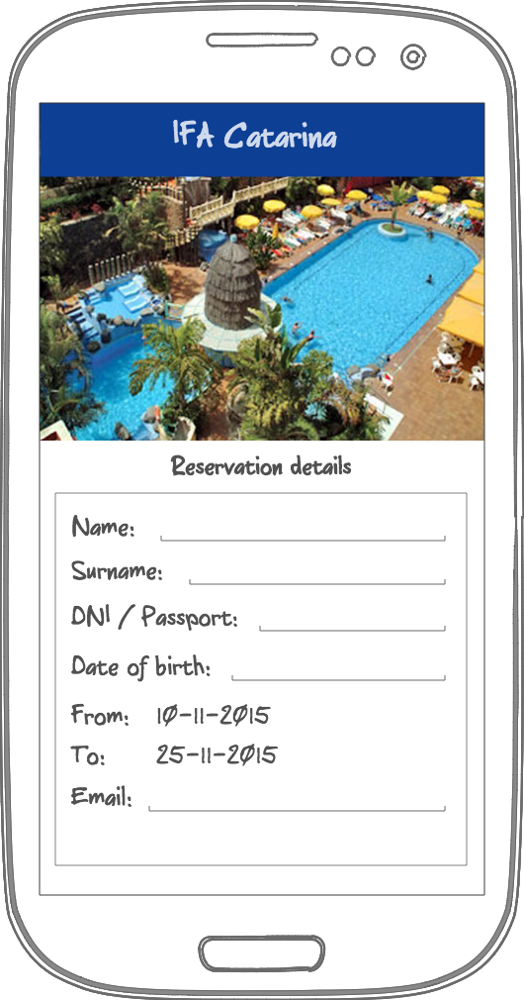 IFA Catarina
Reservation details
Name:
Surname:
DNI / Passport:
Date of birth:
From: 10-11-2015
To: 25-11-2015
Email: